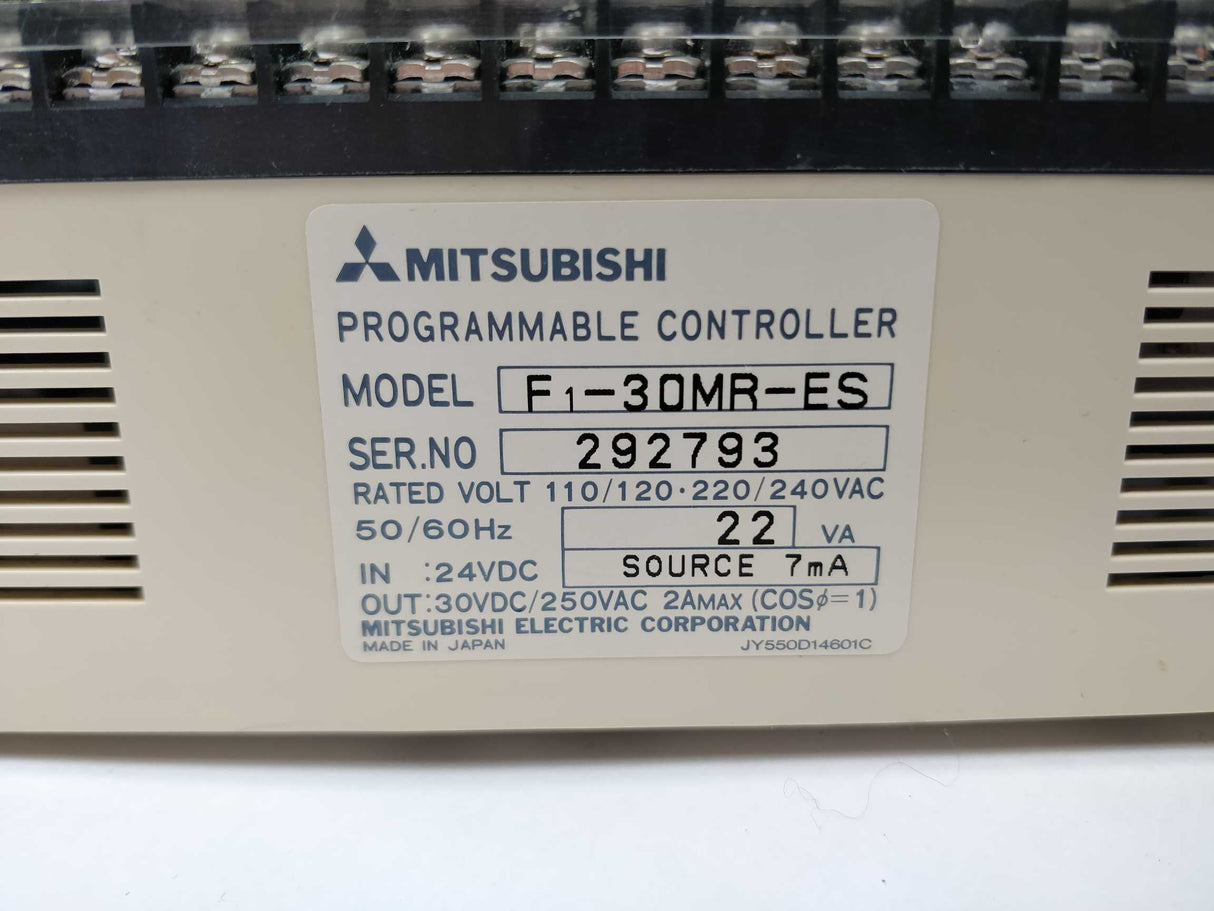 MITSUBISHI
PROGRAMMABLE CONTROLLER
MODEL F1-30MR-ES
SER.NO 292793
RATED VOLT 110/120·220/240VAC
50/60Hz 22 VA
IN :24VDC SOURCE 7mA
OUT:30VDC/250VAC 2AMAX (COSø=1)
MITSUBISHI ELECTRIC CORPORATION
MADE IN JAPAN JY550D14601C